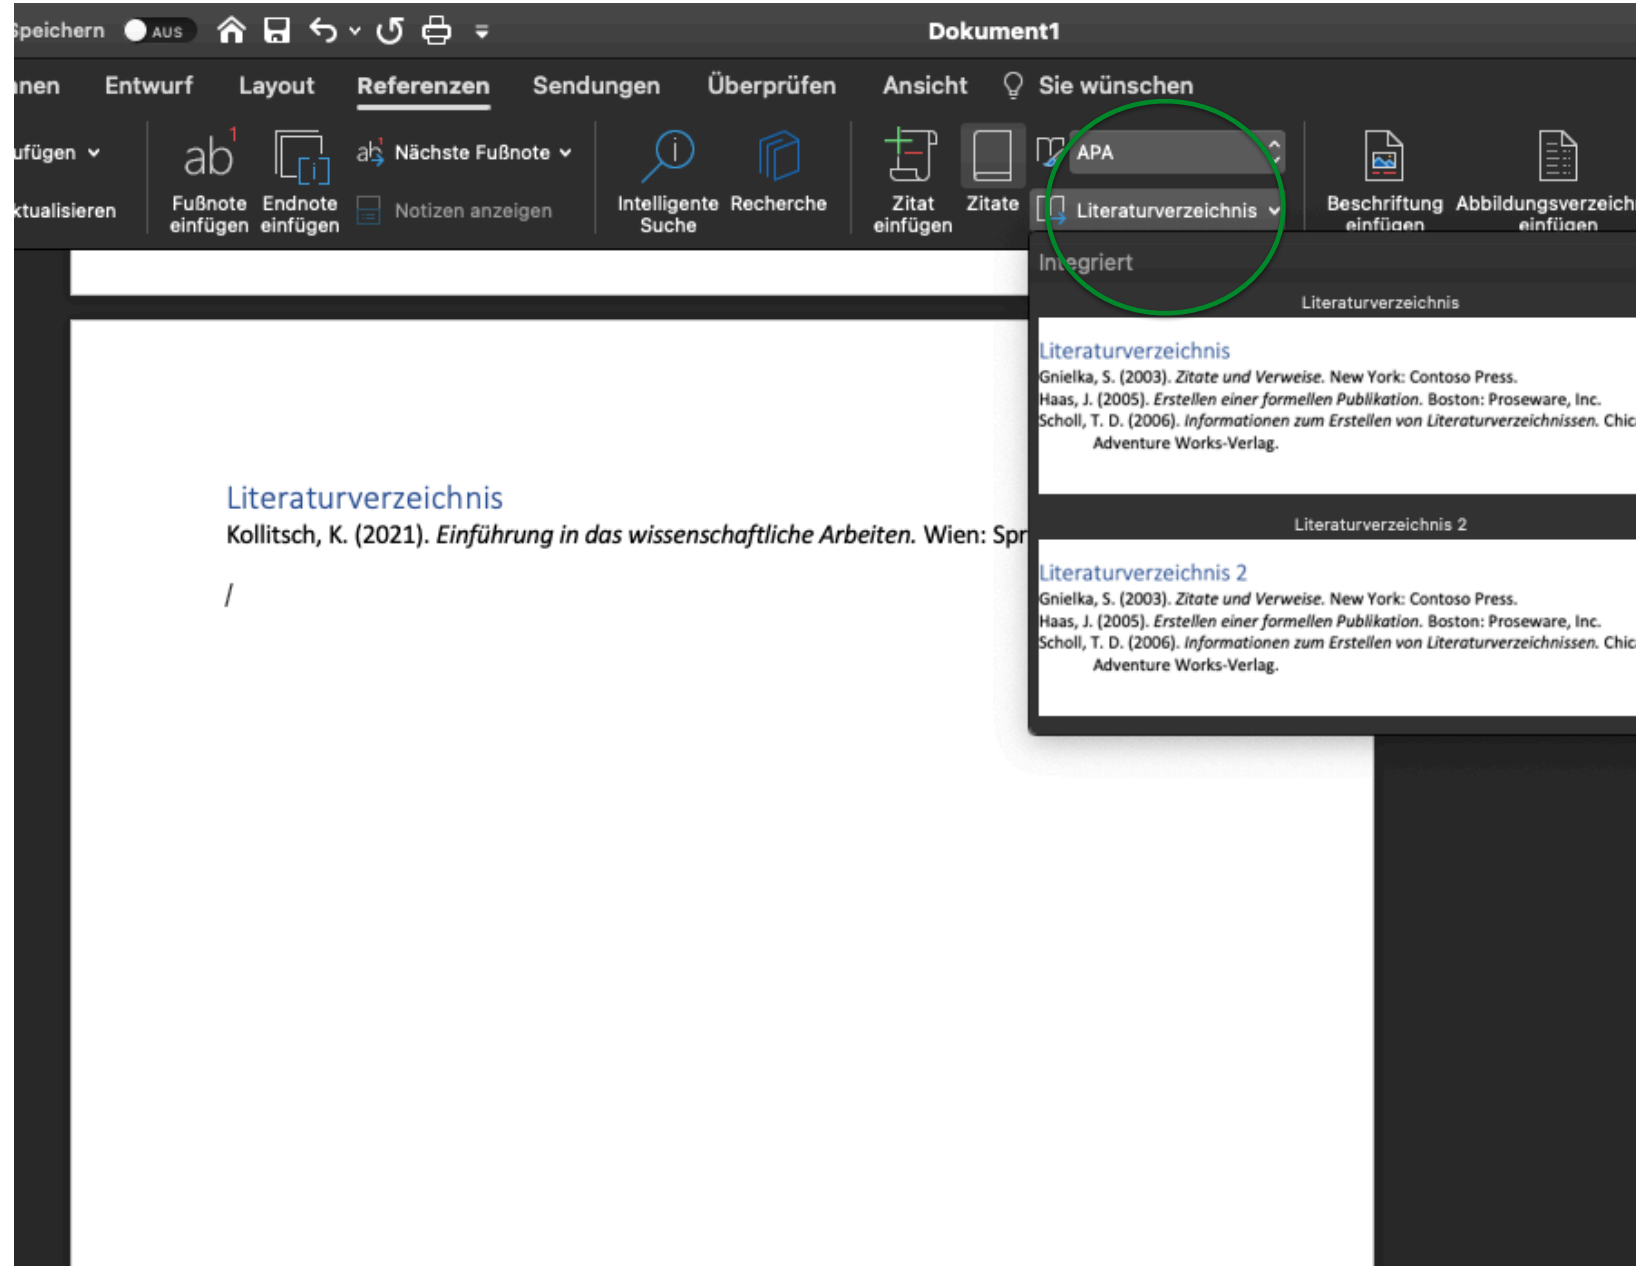 Speichern AUS Dokument1
Entwurf Layout Referenzen Sendungen Überprüfen Ansicht Sie wünschen
ab1 Nächste Fußnote APA
Fußnote einfügen Endnote einfügen Notizen anzeigen Intelligente Suche Recherche Zitat einfügen Zitate Literaturverzeichnis Beschriftung einfügen Abbildungsverzeich einfügen
ktualisieren
Integriert
Literaturverzeichnis
Literaturverzeichnis
Gnielka, S. (2003). Zitate und Verweise. New York: Contoso Press.
Haas, J. (2005). Erstellen einer formellen Publikation. Boston: Proseware, Inc.
Scholl, T. D. (2006). Informationen zum Erstellen von Literaturverzeichnissen. Chic
Adventure Works-Verlag.
Literaturverzeichnis 2
Literaturverzeichnis 2
Gnielka, S. (2003). Zitate und Verweise. New York: Contoso Press.
Haas, J. (2005). Erstellen einer formellen Publikation. Boston: Proseware, Inc.
Scholl, T. D. (2006). Informationen zum Erstellen von Literaturverzeichnissen. Chic
Adventure Works-Verlag.
Literaturverzeichnis
Kollitsch, K. (2021). Einführung in das wissenschaftliche Arbeiten. Wien: Spr
/